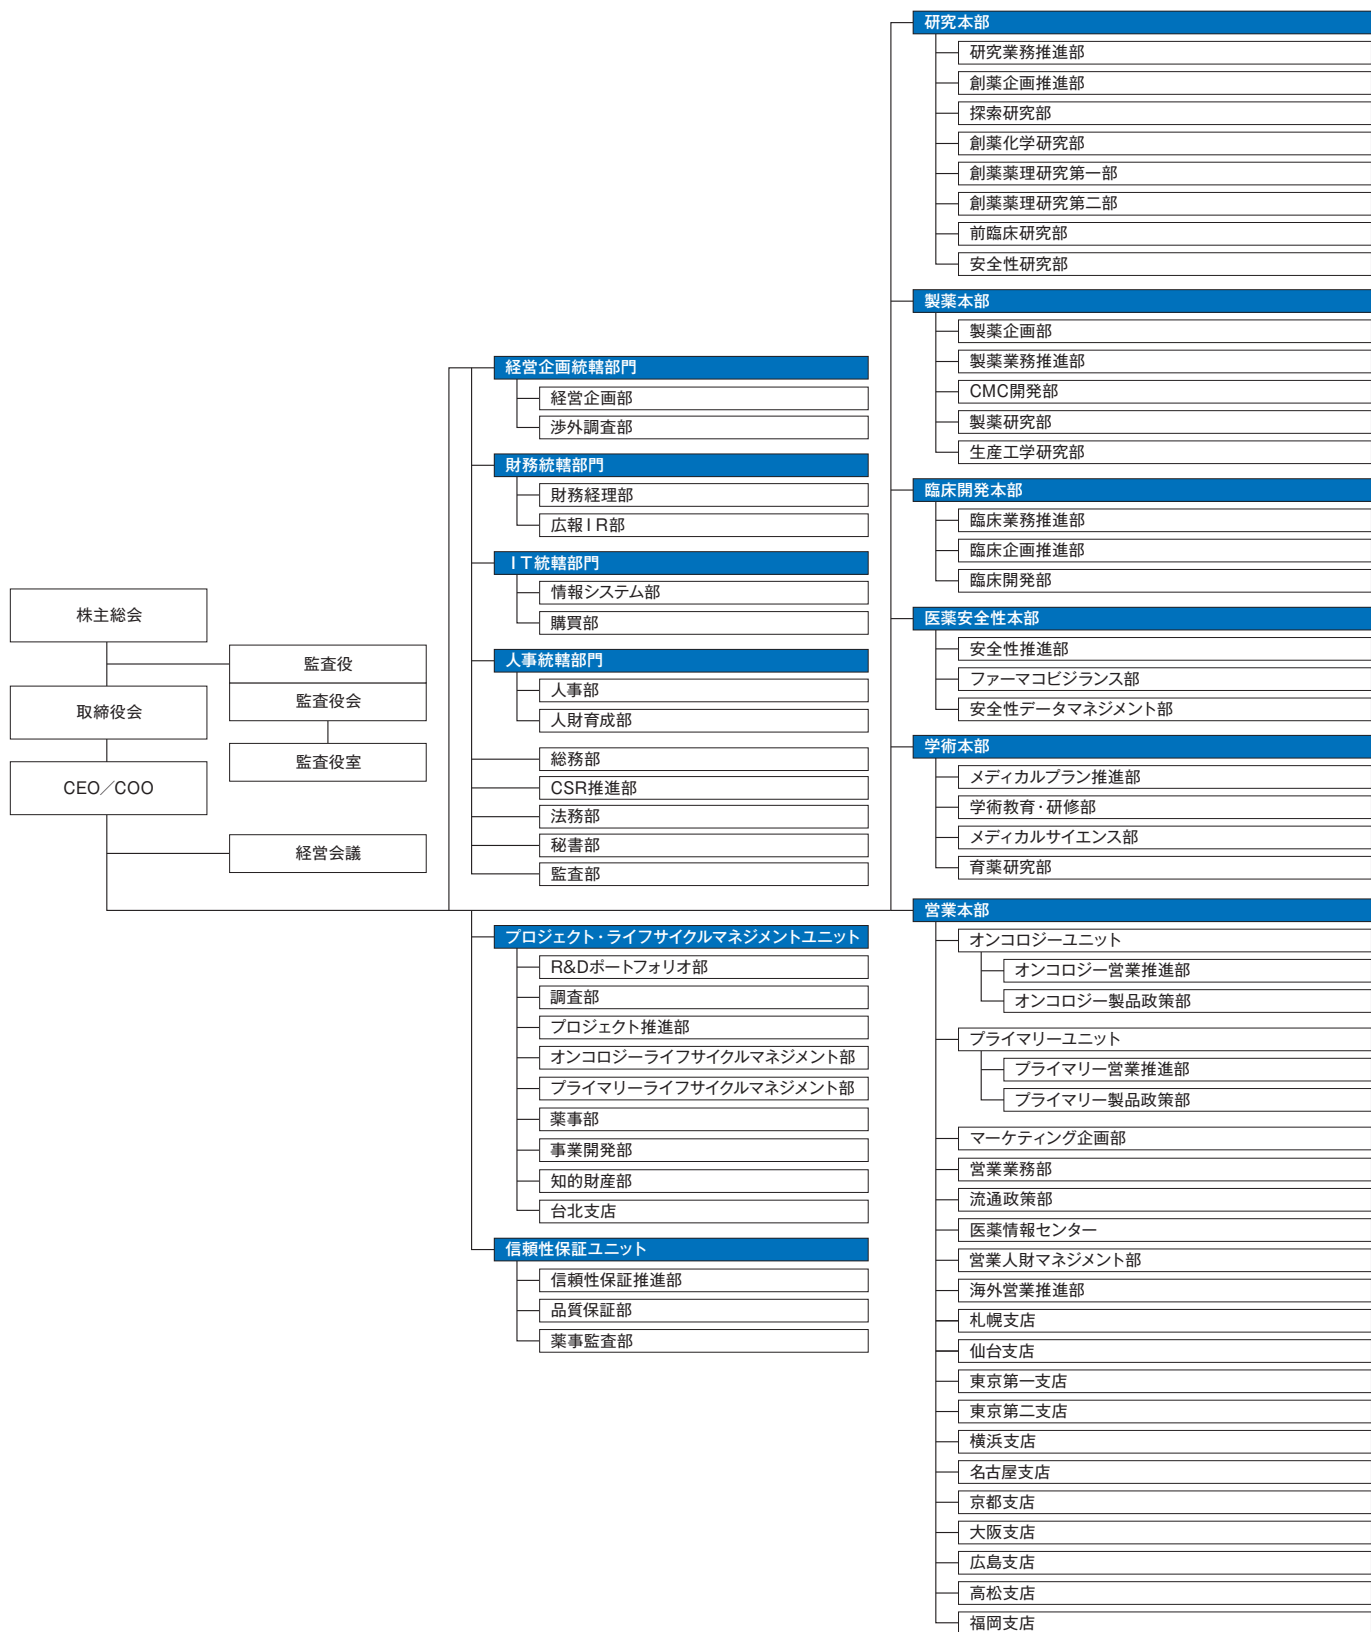 株主総会
監査役
監査役会
取締役会
監査役室
CEO／COO
経営会議
経営企画統轄部門
経営企画部
渉外調査部
財務統轄部門
財務経理部
広報IR部
IT統轄部門
情報システム部
購買部
人事統轄部門
人事部
人財育成部
総務部
CSR推進部
法務部
秘書部
監査部
プロジェクト・ライフサイクルマネジメントユニット
R&Dポートフォリオ部
調査部
プロジェクト推進部
オンコロジーライフサイクルマネジメント部
プライマリーライフサイクルマネジメント部
薬事部
事業開発部
知的財産部
台北支店
信頼性保証ユニット
信頼性保証推進部
品質保証部
薬事監査部
研究本部
研究業務推進部
創薬企画推進部
探索研究部
創薬化学研究部
創薬薬理研究第一部
創薬薬理研究第二部
前臨床研究部
安全性研究部
製薬本部
製薬企画部
製薬業務推進部
CMC開発部
製薬研究部
生産工学研究部
臨床開発本部
臨床業務推進部
臨床企画推進部
臨床開発部
医薬安全性本部
安全性推進部
ファーマコビジランス部
安全性データマネジメント部
学術本部
メディカルプラン推進部
学術教育・研修部
メディカルサイエンス部
育薬研究部
営業本部
オンコロジーユニット
オンコロジー営業推進部
オンコロジー製品政策部
プライマリーユニット
プライマリー営業推進部
プライマリー製品政策部
マーケティング企画部
営業業務部
流通政策部
医薬情報センター
営業人財マネジメント部
海外営業推進部
札幌支店
仙台支店
東京第一支店
東京第二支店
横浜支店
名古屋支店
京都支店
大阪支店
広島支店
高松支店
福岡支店